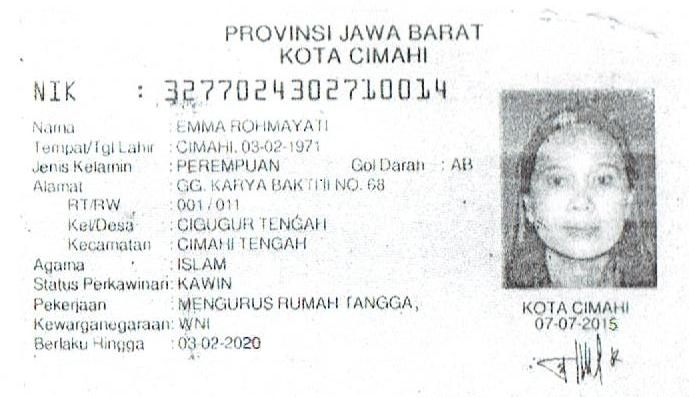 PROVINSI JAWA BARAT
KOTA CIMAHI
NIK : 3277024302710014
Nama : EMMA ROHMAYATI
Tempat/Tgl Lahir : CIMAHI, 03-02-1971
Jenis Kelamin : PEREMPUAN Gol Darah : AB
Alamat : GG. KARYA BAKTI II NO. 68
RT/RW : 001 / 011
Kel/Desa : CIGUGUR TENGAH
Kecamatan : CIMAHI TENGAH
Agama : ISLAM
Status Perkawinan: KAWIN
Pekerjaan : MENGURUS RUMAH TANGGA,
Kewarganegaraan: WNI
Berlaku Hingga : 03-02-2020
KOTA CIMAHI
07-07-2015